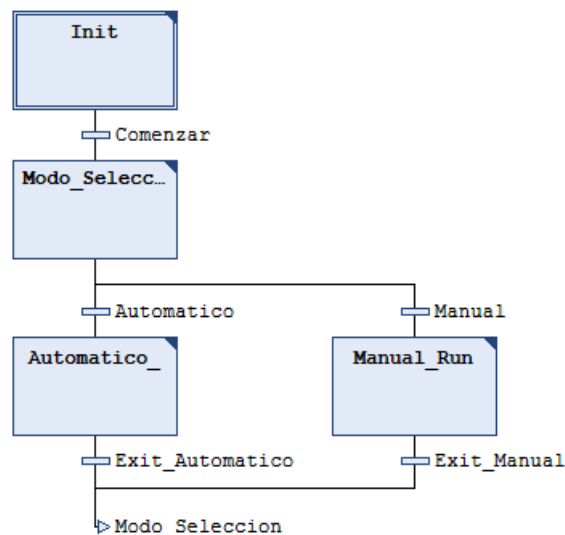 Init
Comenzar
Modo_Selecc…
Automatico
Manual
Automatico_
Manual_Run
Exit_Automatico
Exit_Manual
Modo Seleccion